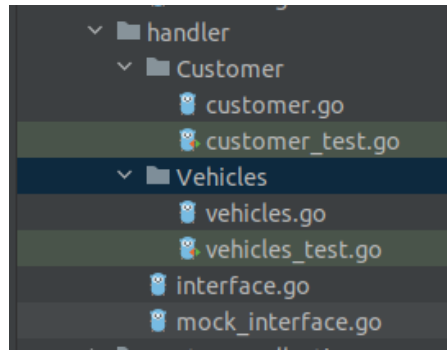 handler
Customer
customer.go
customer_test.go
Vehicles
vehicles.go
vehicles_test.go
interface.go
mock_interface.go